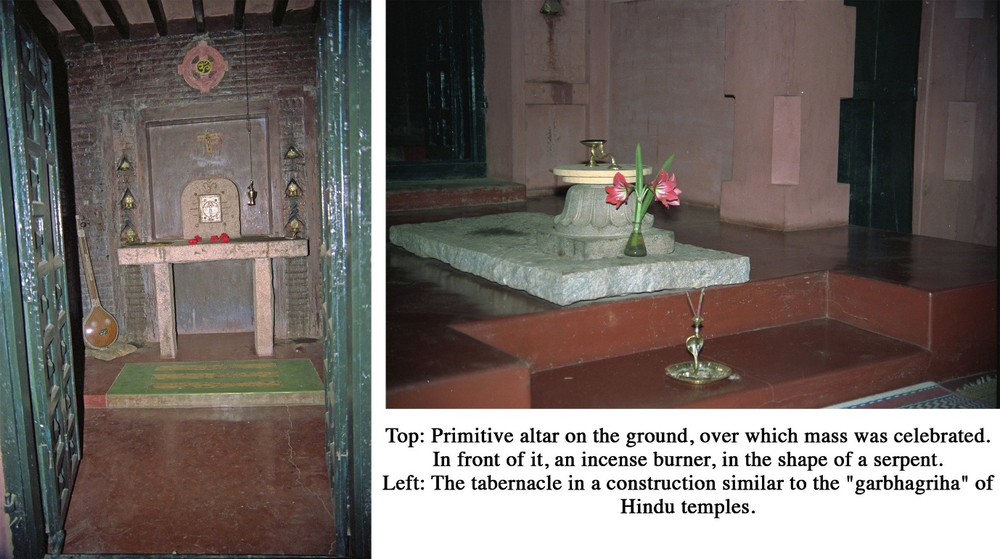 ॐ
Top: Primitive altar on the ground, over which mass was celebrated.
In front of it, an incense burner, in the shape of a serpent.
Left: The tabernacle in a construction similar to the "garbhagriha" of
Hindu temples.